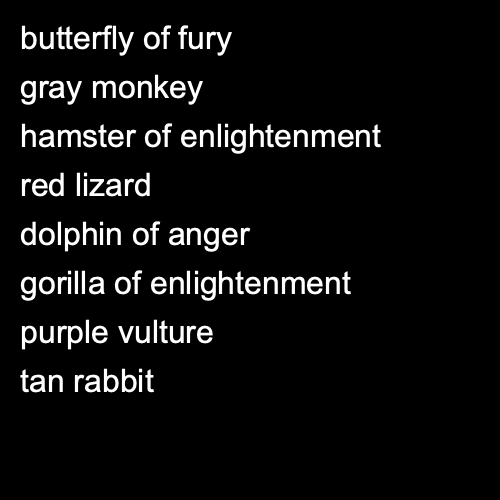 butterfly of fury
gray monkey
hamster of enlightenment
red lizard
dolphin of anger
gorilla of enlightenment
purple vulture
tan rabbit